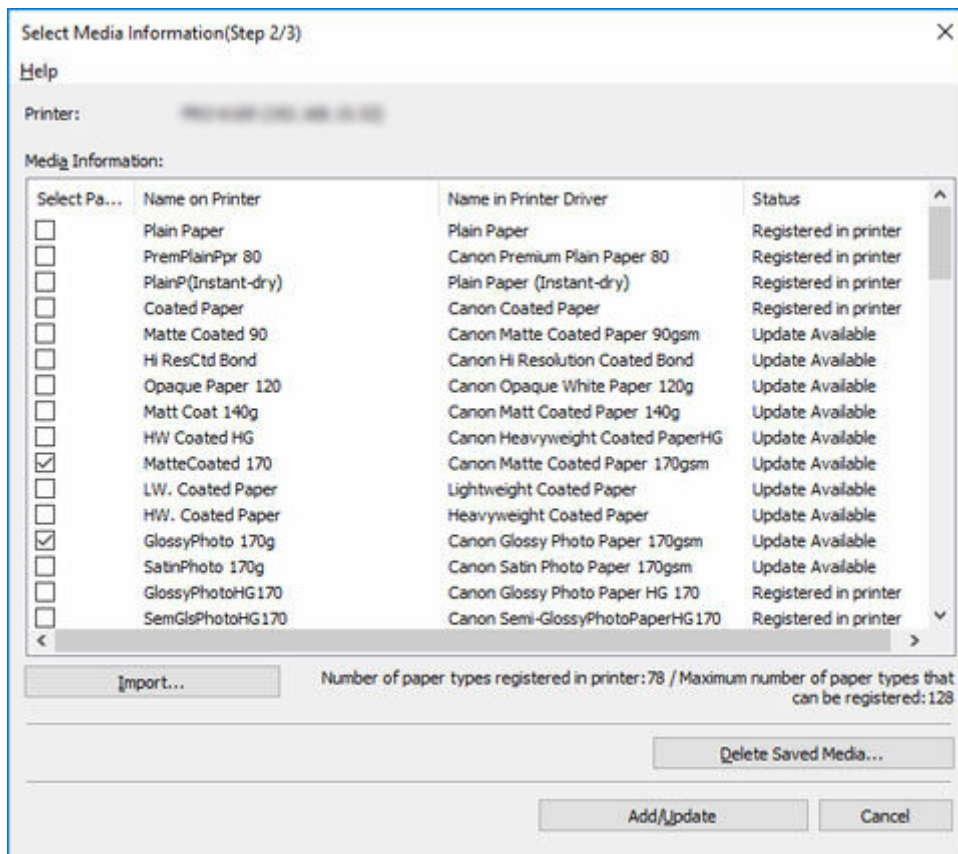 Select Media Information(Step 2/3)
Help
Printer:
Media Information:
Select Pa... Name on Printer Name in Printer Driver Status
Plain Paper Plain Paper Registered in printer
PremPlainPpr 80 Canon Premium Plain Paper 80 Registered in printer
PlainP(Instant-dry) Plain Paper (Instant-dry) Registered in printer
Coated Paper Canon Coated Paper Registered in printer
Matte Coated 90 Canon Matte Coated Paper 90gsm Update Available
Hi ResCtd Bond Canon Hi Resolution Coated Bond Update Available
Opaque Paper 120 Canon Opaque White Paper 120g Update Available
Matt Coat 140g Canon Matt Coated Paper 140g Update Available
HW Coated HG Canon Heavyweight Coated PaperHG Update Available
MatteCoated 170 Canon Matte Coated Paper 170gsm Update Available
LW. Coated Paper Lightweight Coated Paper Update Available
HW. Coated Paper Heavyweight Coated Paper Update Available
GlossyPhoto 170g Canon Glossy Photo Paper 170gsm Update Available
SatinPhoto 170g Canon Satin Photo Paper 170gsm Update Available
GlossyPhotoHG170 Canon Glossy Photo Paper HG 170 Registered in printer
SemGlsPhotoHG170 Canon Semi-GlossyPhotoPaperHG170 Registered in printer
Import... Number of paper types registered in printer:78 / Maximum number of paper types that
can be registered:128
Delete Saved Media...
Add/Update Cancel